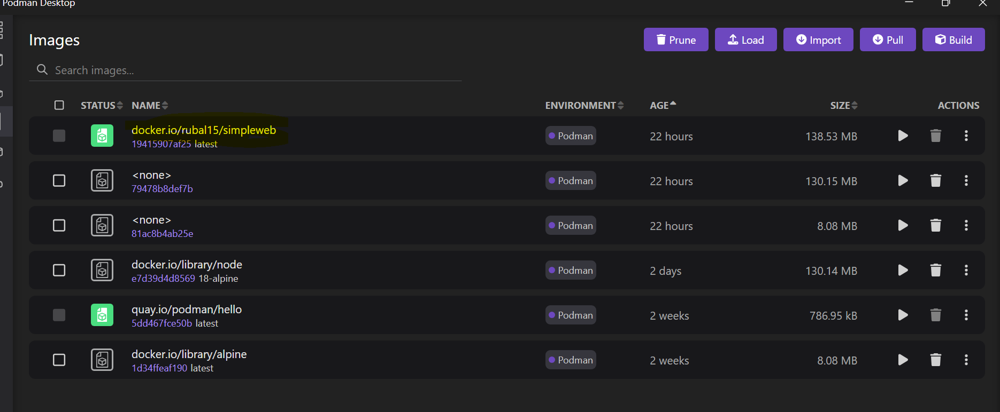 Podman Desktop
Images
Prune
Load
Import
Pull
Build
Search images...
STATUS NAME ENVIRONMENT AGE SIZE ACTIONS
docker.io/rubal15/simpleweb
19415907af25 latest
Podman 22 hours 138.53 MB
<none>
79478b8def7b
Podman 22 hours 130.15 MB
<none>
81ac8b4ab25e
Podman 22 hours 8.08 MB
docker.io/library/node
e7d39d4d8569 18-alpine
Podman 2 days 130.14 MB
quay.io/podman/hello
5dd467fce50b latest
Podman 2 weeks 786.95 kB
docker.io/library/alpine
1d34ffeaf190 latest
Podman 2 weeks 8.08 MB